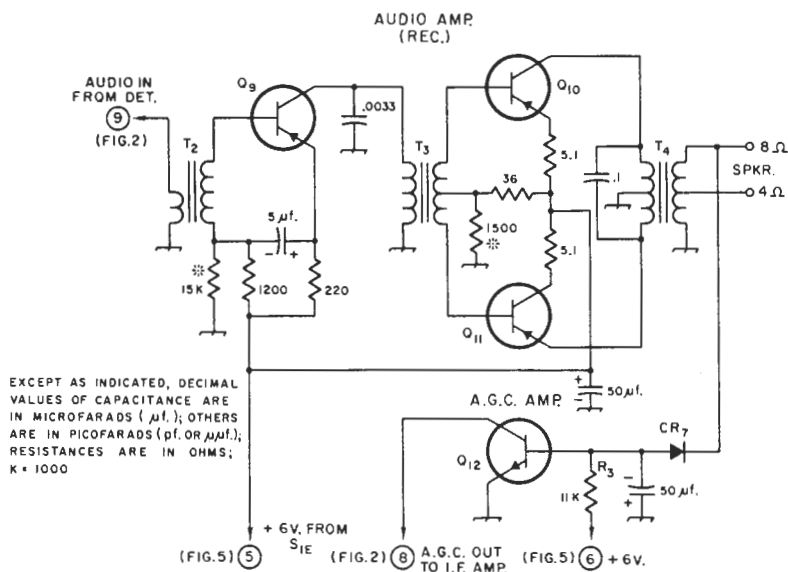 AUDIO AMP.
(REC.)
AUDIO IN
FROM DET.
9
(FIG.2)
T2
Q9
.0033
T3
Q10
5.1
36
1500
5.1
.1
T4
8Ω
SPKR.
4Ω
5 µf.
- +
15K
1200
220
Q11
+
-
50 µf.
EXCEPT AS INDICATED, DECIMAL
VALUES OF CAPACITANCE ARE
IN MICROFARADS ( µf.); OTHERS
ARE IN PICOFARADS (pf. OR µµf.);
RESISTANCES ARE IN OHMS;
K = 1000
A.G.C. AMP.
Q12
CR7
R3
11K
-
+
50 µf.
+ 6V. FROM
S1E
(FIG.5) 5
(FIG.2) 8 A.G.C. OUT
TO I.F. AMP.
(FIG.5) 6 + 6V.